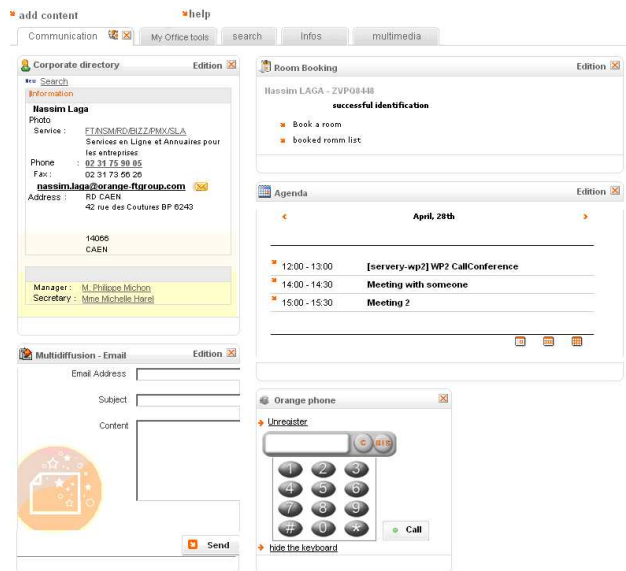 add content
help
Communication
My Office tools
search
Infos
multimedia
Corporate directory
Edition
New Search
Information
Nassim Laga
Photo
Service : FT/NSM/RD/BIZZ/PMX/SLA
Services en Ligne et Annuaires pour
les entreprises
Phone : 02 31 75 90 05
Fax : 02 31 73 56 26
nassim.laga@orange-ftgroup.com
Address : RD CAEN
42 rue des Coutures BP 6243
14066
CAEN
Manager : M. Philippe Michon
Secretary : Mme Michelle Harel
Multidiffusion - Email
Edition
Email Address
Subject
Content
Send
Room Booking
Edition
Nassim LAGA - ZVPO8448
successful identification
Book a room
booked romm list
Agenda
Edition
April, 28th
12:00 - 13:00 [servery-wp2] WP2 CallConference
14:00 - 14:30 Meeting with someone
15:00 - 15:30 Meeting 2
Orange phone
Unregister
C BIS
1 2 3
4 5 6
7 8 9
# 0 *
Call
hide the keyboard